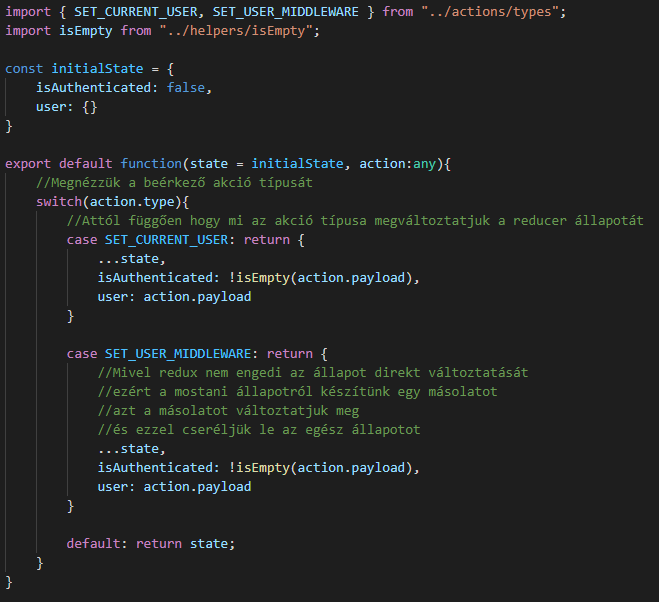 import { SET_CURRENT_USER, SET_USER_MIDDLEWARE } from "../actions/types";
import isEmpty from "../helpers/isEmpty";
const initialState = {
isAuthenticated: false,
user: {}
}
export default function(state = initialState, action:any){
//Megnézzük a beérkező akció típusát
switch(action.type){
//Attól függően hogy mi az akció típusa megváltoztatjuk a reducer állapotát
case SET_CURRENT_USER: return {
...state,
isAuthenticated: !isEmpty(action.payload),
user: action.payload
}
case SET_USER_MIDDLEWARE: return {
//Mivel redux nem engedi az állapot direkt változtatását
//ezért a mostani állapotról készítünk egy másolatot
//azt a másolatot változtatjuk meg
//és ezzel cseréljük le az egész állapotot
...state,
isAuthenticated: !isEmpty(action.payload),
user: action.payload
}
default: return state;
}
}